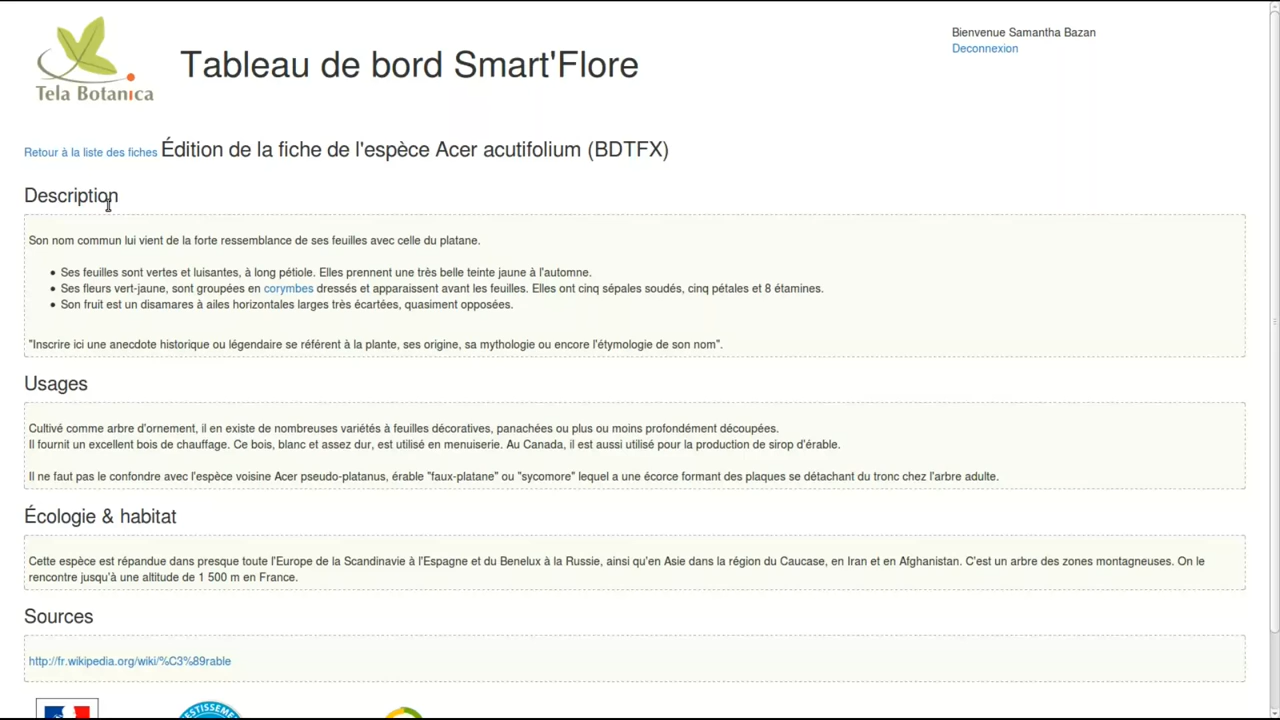 Bienvenue Samantha Bazan
Deconnexion
Tela Botanica
Tableau de bord Smart'Flore
Retour à la liste des fiches Édition de la fiche de l'espèce Acer acutifolium (BDTFX)
Description
Son nom commun lui vient de la forte ressemblance de ses feuilles avec celle du platane.
• Ses feuilles sont vertes et luisantes, à long pétiole. Elles prennent une très belle teinte jaune à l'automne.
• Ses fleurs vert-jaune, sont groupées en corymbes dressés et apparaissent avant les feuilles. Elles ont cinq sépales soudés, cinq pétales et 8 étamines.
• Son fruit est un disamares à ailes horizontales larges très écartées, quasiment opposées.
"Inscrire ici une anecdote historique ou légendaire se référent à la plante, ses origine, sa mythologie ou encore l'étymologie de son nom".
Usages
Cultivé comme arbre d'ornement, il en existe de nombreuses variétés à feuilles décoratives, panachées ou plus ou moins profondément découpées.
Il fournit un excellent bois de chauffage. Ce bois, blanc et assez dur, est utilisé en menuiserie. Au Canada, il est aussi utilisé pour la production de sirop d'érable.
Il ne faut pas le confondre avec l'espèce voisine Acer pseudo-platanus, érable "faux-platane" ou "sycomore" lequel a une écorce formant des plaques se détachant du tronc chez l'arbre adulte.
Écologie & habitat
Cette espèce est répandue dans presque toute l'Europe de la Scandinavie à l'Espagne et du Benelux à la Russie, ainsi qu'en Asie dans la région du Caucase, en Iran et en Afghanistan. C'est un arbre des zones montagneuses. On le
rencontre jusqu'à une altitude de 1 500 m en France.
Sources
http://fr.wikipedia.org/wiki/%C3%89rable